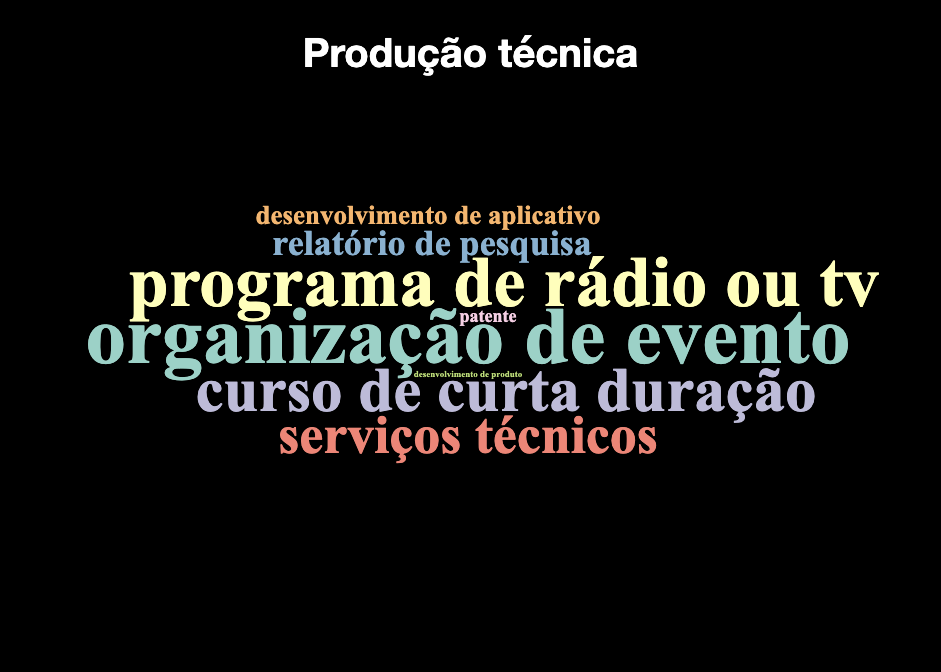 Produção técnica
desenvolvimento de aplicativo
relatório de pesquisa
programa de rádio ou tv
patente
organização de evento
desenvolvimento de produto
curso de curta duração
serviços técnicos